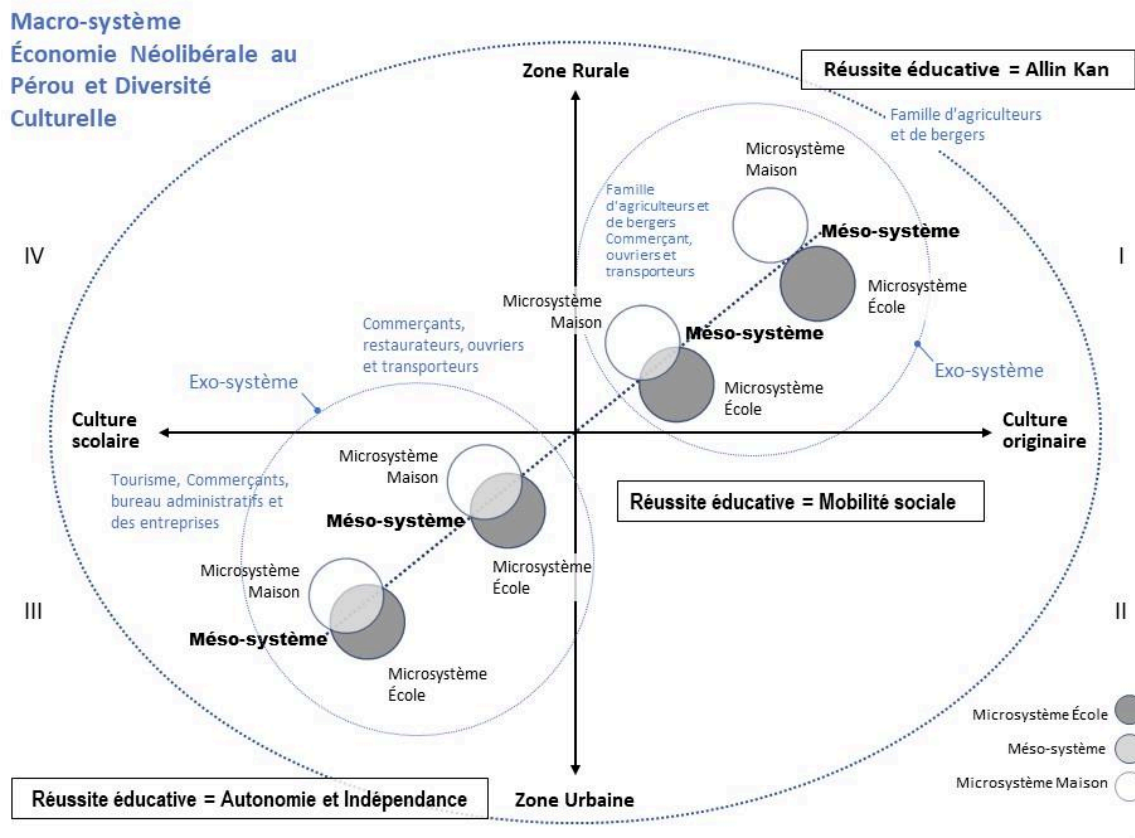 Macro-système
Économie Néolibérale au
Pérou et Diversité
Culturelle
Zone Rurale
Réussite éducative = Allin Kan
Famille d'agriculteurs
et de bergers
Microsystème
Maison
Famille
d'agriculteurs et
de bergers
Commerçant,
ouvriers et
transporteurs
Méso-système
IV
I
Microsystème
École
Microsystème
Maison
Méso-système
Commerçants,
restaurateurs, ouvriers
et transporteurs
Exo-système
Exo-système
Microsystème
École
Culture
scolaire
Culture
originaire
Microsystème
Maison
Tourisme, Commerçants,
bureau administratifs et
des entreprises
Réussite éducative = Mobilité sociale
Méso-système
Microsystème
École
Microsystème
Maison
III
II
Méso-système
Microsystème
École
Microsystème École
Méso-système
Microsystème Maison
Réussite éducative = Autonomie et Indépendance
Zone Urbaine